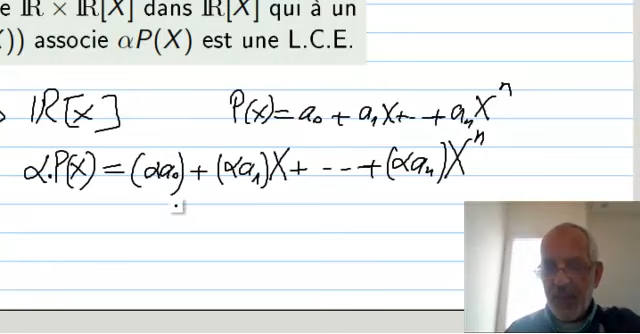 ℝ × ℝ[X] dans ℝ[X] qui à un
)) associe αP(X) est une L.C.E.
ℝ[X] P(X)=a₀ + a₁X+--+ aₙXⁿ
α.P(X) = (αa₀) + (αa₁)X + --- + (αaₙ)Xⁿ